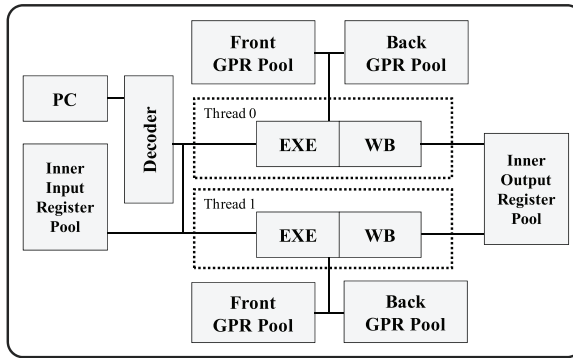 Front
GPR Pool
Back
GPR Pool
PC
Decoder
Thread 0
EXE
WB
Inner
Input
Register
Pool
Inner
Output
Register
Pool
Thread 1
EXE
WB
Front
GPR Pool
Back
GPR Pool